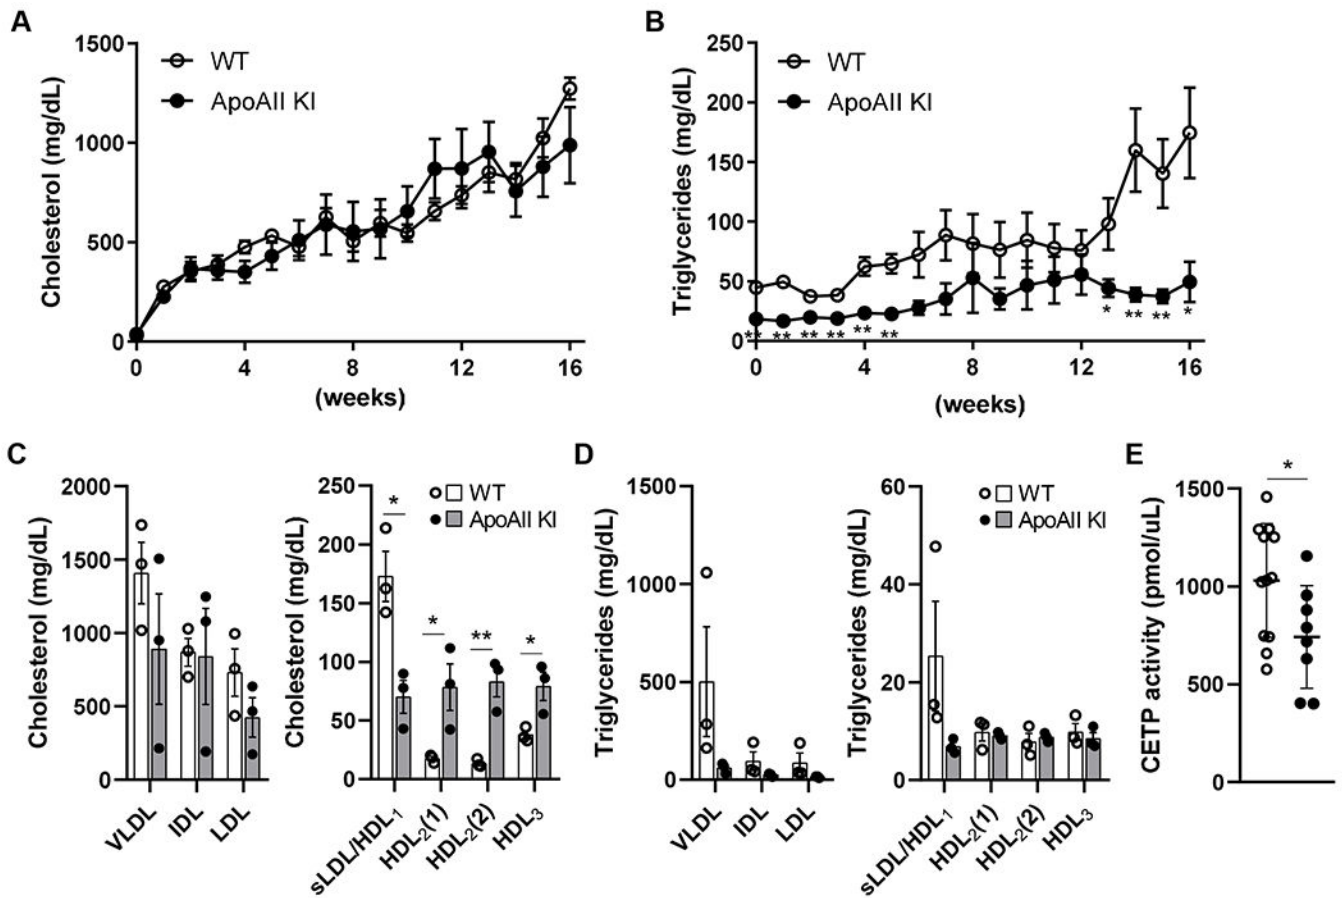 A
Cholesterol (mg/dL)
1500
1000
500
0
WT
ApoAII KI
0 4 8 12 16
(weeks)
B
Triglycerides (mg/dL)
250
200
150
100
50
0
WT
ApoAII KI
** ** ** ** ** ** * ** ** *
0 4 8 12 16
(weeks)
C
Cholesterol (mg/dL)
2000
1500
1000
500
0
VLDL IDL LDL
Cholesterol (mg/dL)
250
200
150
100
50
0
WT
ApoAII KI
* * ** *
sLDL/HDL₁ HDL₂(1) HDL₂(2) HDL₃
D
Triglycerides (mg/dL)
1500
1000
500
0
VLDL IDL LDL
Triglycerides (mg/dL)
60
40
20
0
WT
ApoAII KI
sLDL/HDL₁ HDL₂(1) HDL₂(2) HDL₃
E
CETP activity (pmol/uL)
1500
1000
500
0
*